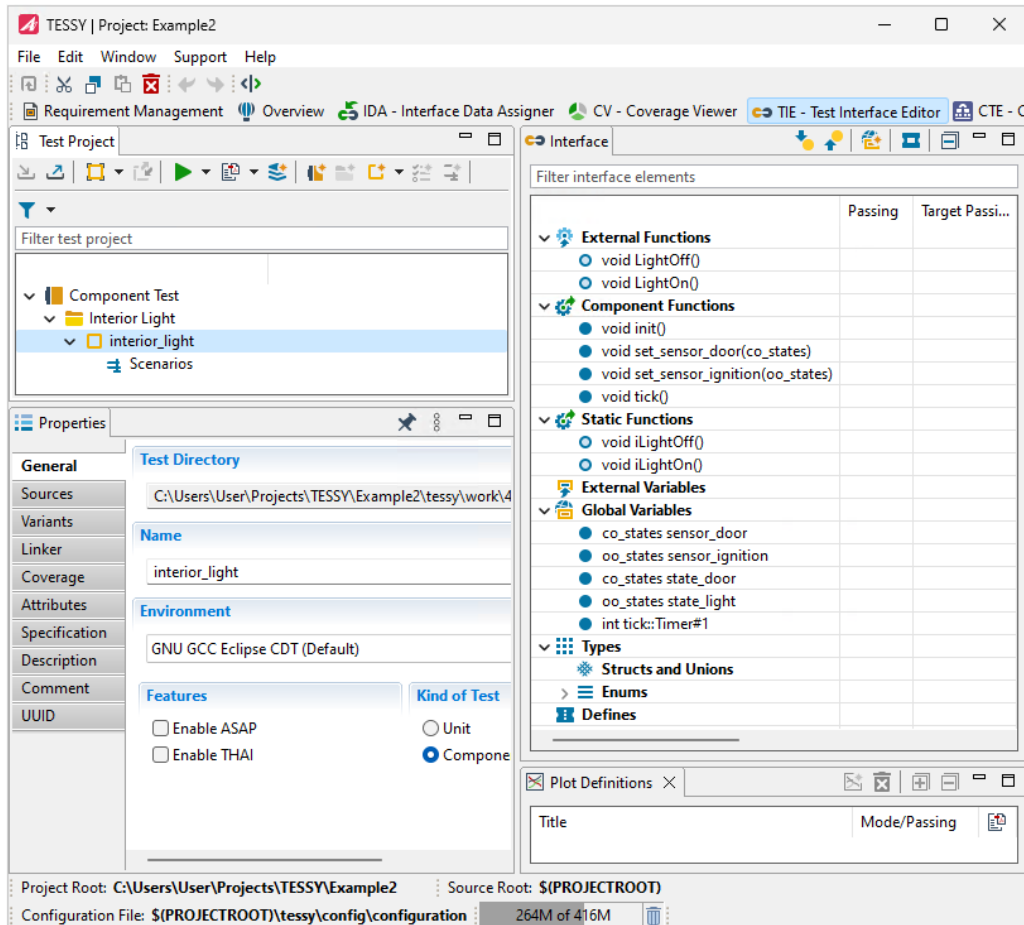 TESSY | Project: Example2
File Edit Window Support Help
Requirement Management Overview IDA - Interface Data Assigner CV - Coverage Viewer TIE - Test Interface Editor CTE - C
Test Project
Filter test project
Component Test
Interior Light
interior_light
Scenarios
Properties
General
Sources
Variants
Linker
Coverage
Attributes
Specification
Description
Comment
UUID
Test Directory
C:\Users\User\Projects\TESSY\Example2\tessy\work\4
Name
interior_light
Environment
GNU GCC Eclipse CDT (Default)
Features
Enable ASAP
Enable THAI
Kind of Test
Unit
Compone
Interface
Filter interface elements
Passing Target Passi...
External Functions
void LightOff()
void LightOn()
Component Functions
void init()
void set_sensor_door(co_states)
void set_sensor_ignition(oo_states)
void tick()
Static Functions
void iLightOff()
void iLightOn()
External Variables
Global Variables
co_states sensor_door
oo_states sensor_ignition
co_states state_door
oo_states state_light
int tick::Timer#1
Types
Structs and Unions
Enums
Defines
Plot Definitions
Title Mode/Passing
Project Root: C:\Users\User\Projects\TESSY\Example2 Source Root: $(PROJECTROOT)
Configuration File: $(PROJECTROOT)\tessy\config\configuration 264M of 416M